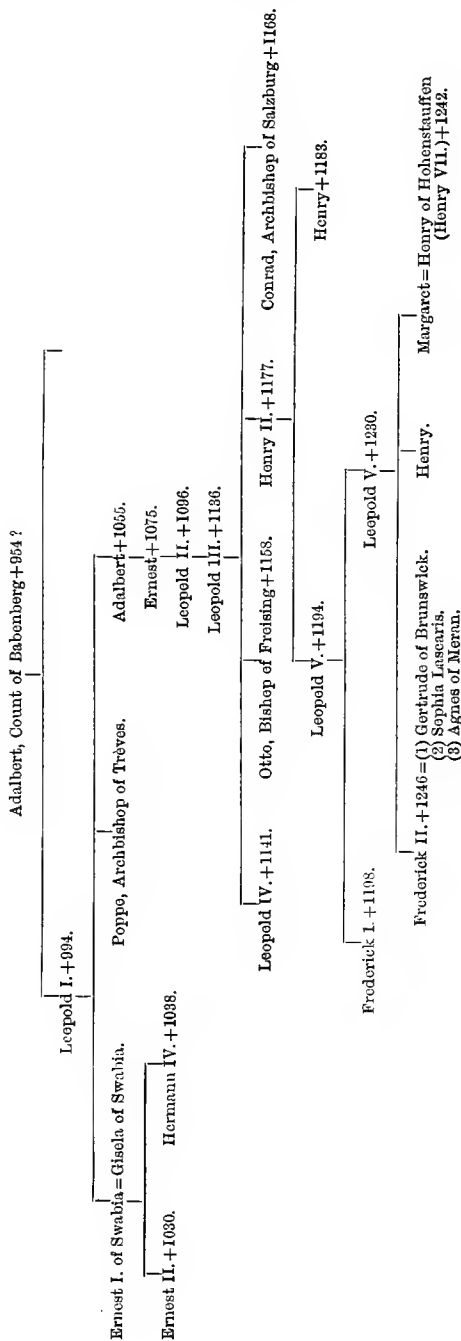 Adalbert, Count of Babenberg+954?
Leopold I.+994.
Ernest I. of Swabia=Gisela of Swabia.
Poppo, Archbishop of Trèves.
Adalbert+1055.
Ernest II.+1030.
Hermann IV.+1038.
Ernest+1075.
Leopold II.+1096.
Leopold III.+1136.
Leopold IV.+1141.
Otto, Bishop of Freising+1158.
Henry II.+1177.
Conrad, Archbishop of Salzburg+1168.
Leopold V.+1194.
Henry+1183.
Frederick I.+1198.
Leopold V.+1230.
Frederick II.+1246=(1) Gertrude of Brunswick.
(2) Sophia Lascaris.
(3) Agnes of Meran.
Henry.
Margaret=Henry of Hohenstauffen
(Henry VII.)+1242.